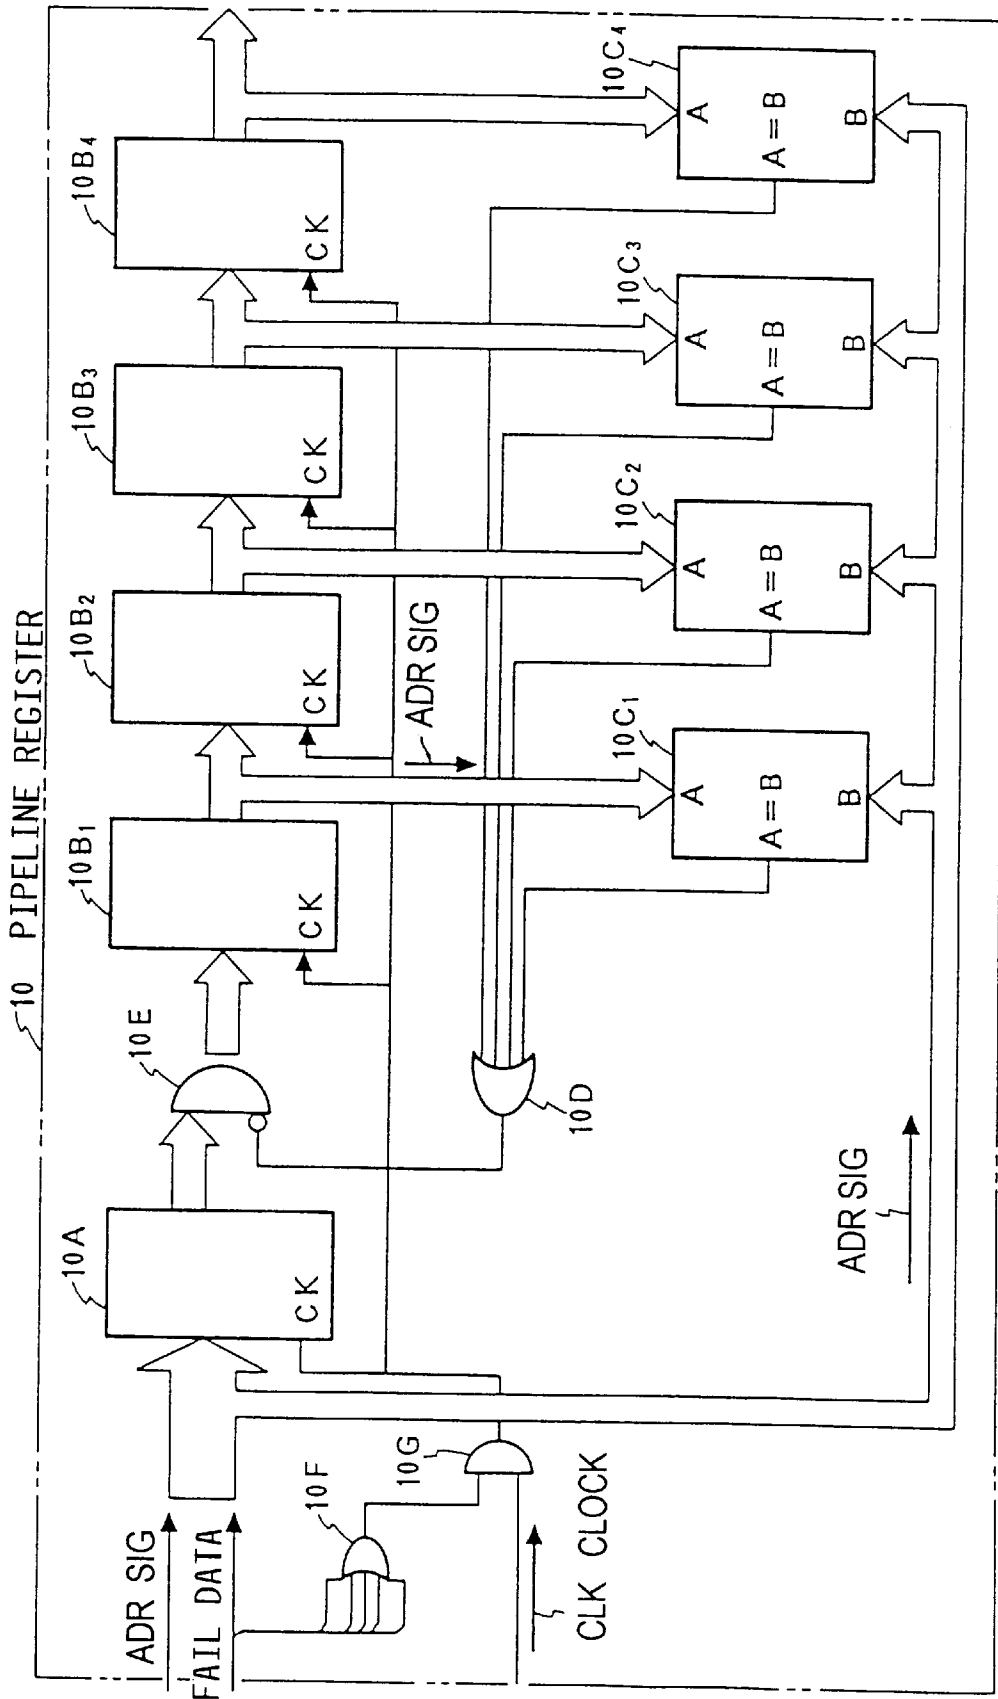 10 PIPELINE REGISTER
10A
10E
10B1
10B2
10B3
10B4
CK
CK
CK
CK
CK
ADR SIG
FAIL DATA
10F
10G
CLK CLOCK
10D
ADR SIG
ADR SIG
10C1
A
A=B
B
10C2
A
A=B
B
10C3
A
A=B
B
10C4
A
A=B
B